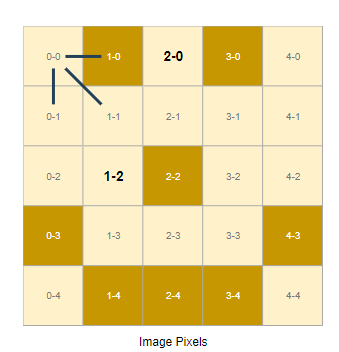 0-0 1-0 2-0 3-0 4-0
0-1 1-1 2-1 3-1 4-1
0-2 1-2 2-2 3-2 4-2
0-3 1-3 2-3 3-3 4-3
0-4 1-4 2-4 3-4 4-4
Image Pixels